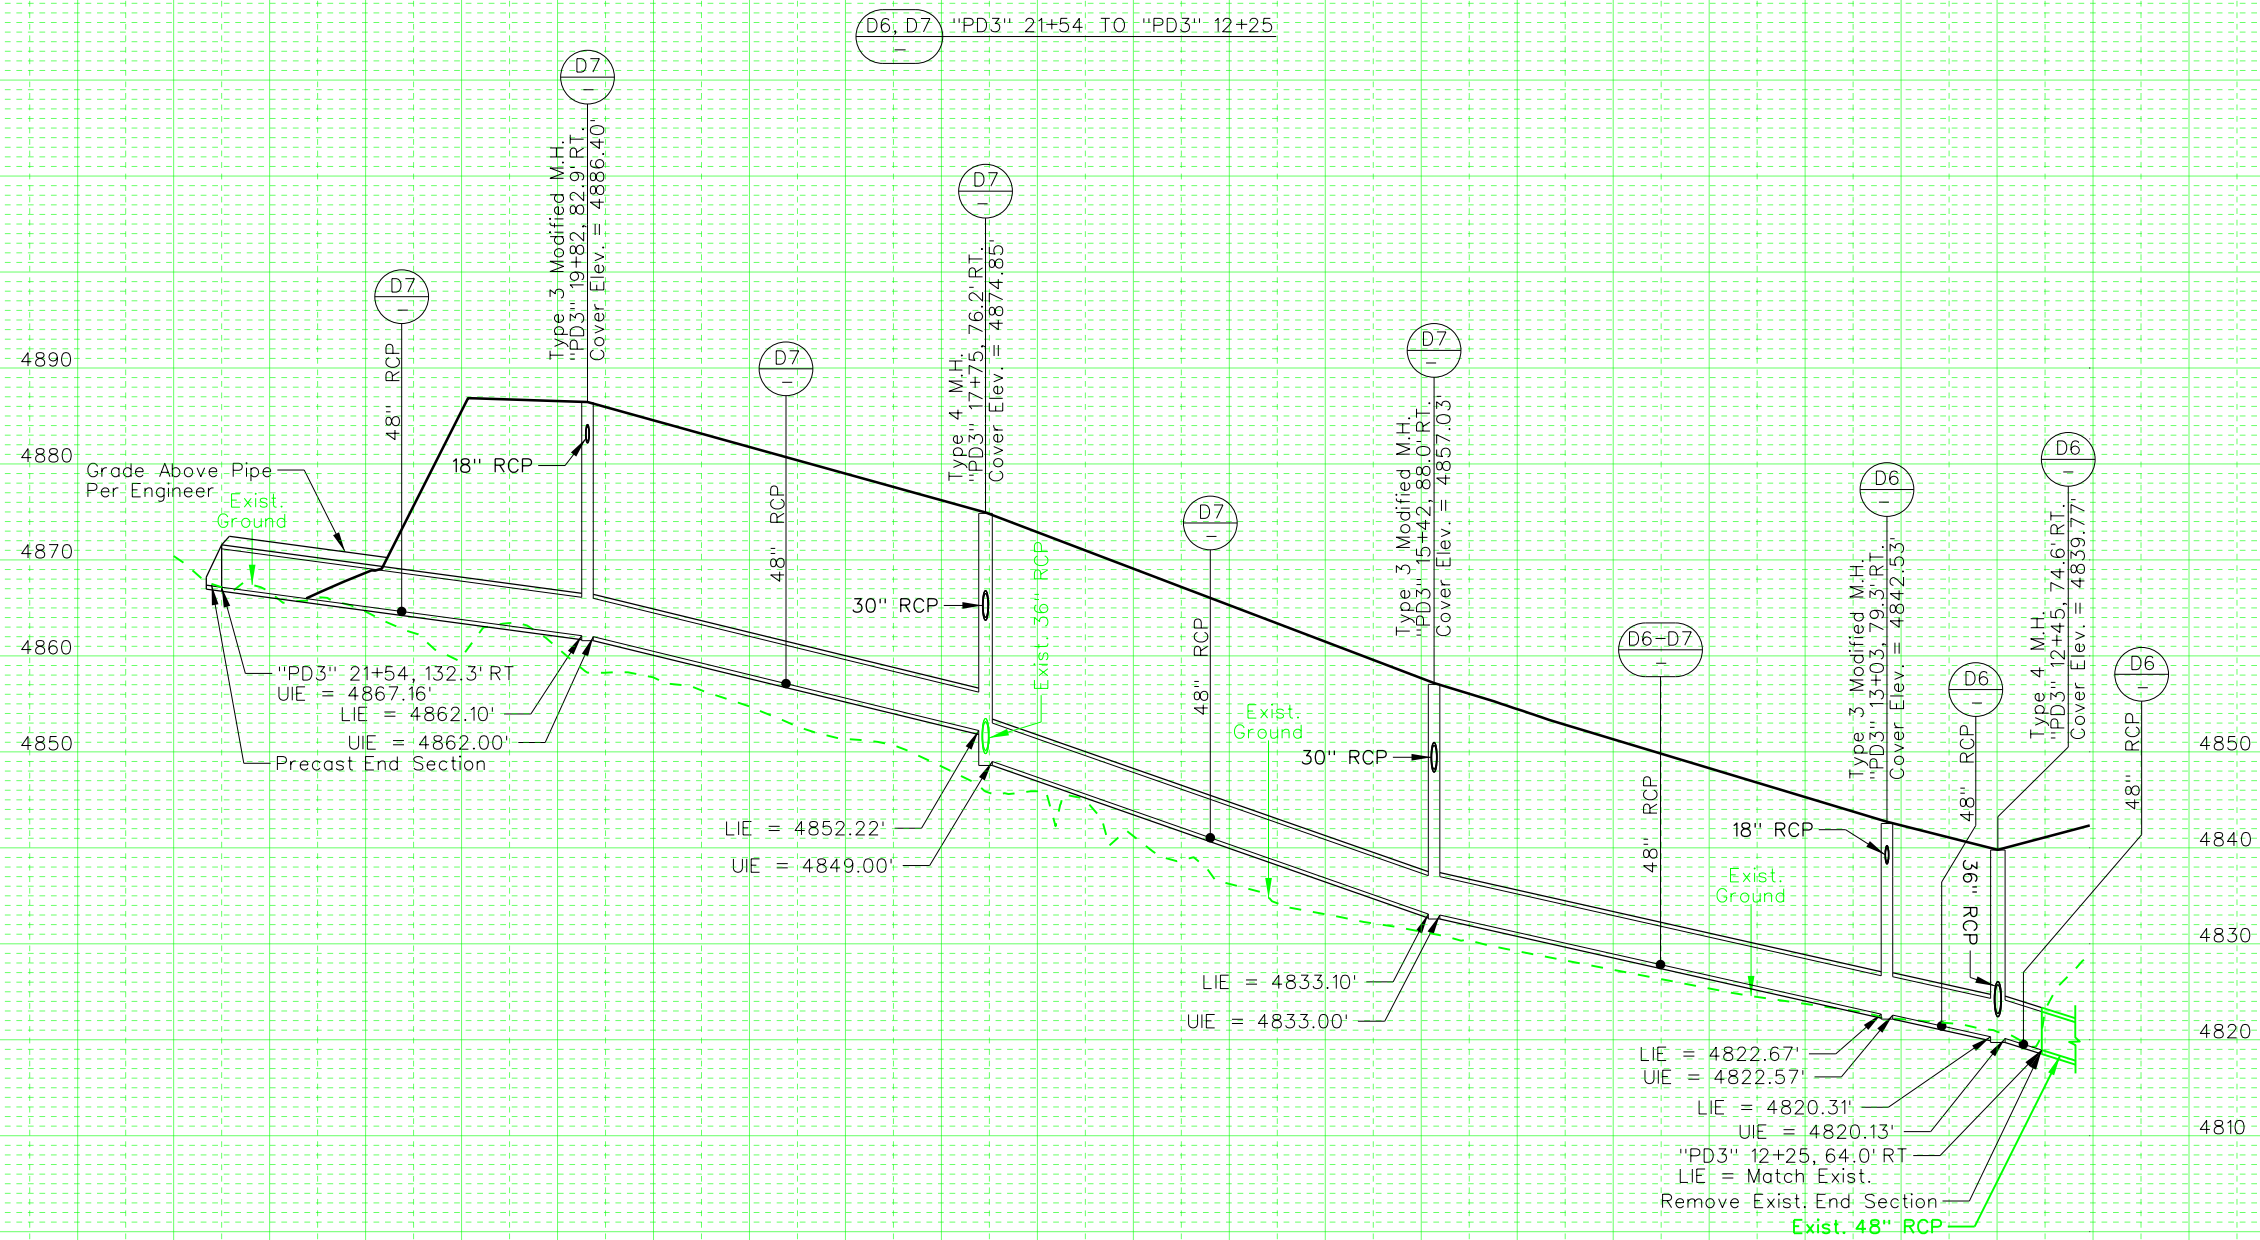 D6, D7
–
"PD3" 21+54 TO "PD3" 12+25
D7
–
Type 3 Modified M.H.
"PD3" 19+82, 82.9' RT.
Cover Elev. = 4886.40'
D7
–
Type 4 M.H.
"PD3" 17+75, 76.2' RT.
Cover Elev. = 4874.85'
D7
–
48" RCP
D7
–
48" RCP
D7
–
Type 3 Modified M.H.
"PD3" 15+42, 88.0' RT.
Cover Elev. = 4857.03'
D7
–
48" RCP
D6-D7
–
48" RCP
D6
–
Type 3 Modified M.H.
"PD3" 13+03, 79.3' RT.
Cover Elev. = 4842.53'
D6
–
Type 4 M.H.
"PD3" 12+45, 74.6' RT.
Cover Elev. = 4839.77'
D6
–
48" RCP
D6
–
48" RCP
4890
4880
4870
4860
4850
4850
4840
4830
4820
4810
Grade Above Pipe
Per Engineer
Exist.
Ground
18" RCP
30" RCP
Exist. 36" RCP
Exist.
Ground
30" RCP
18" RCP
36" RCP
Exist.
Ground
"PD3" 21+54, 132.3' RT
UIE = 4867.16'
LIE = 4862.10'
UIE = 4862.00'
Precast End Section
LIE = 4852.22'
UIE = 4849.00'
LIE = 4833.10'
UIE = 4833.00'
LIE = 4822.67'
UIE = 4822.57'
LIE = 4820.31'
UIE = 4820.13'
"PD3" 12+25, 64.0' RT
LIE = Match Exist.
Remove Exist. End Section
Exist. 48" RCP